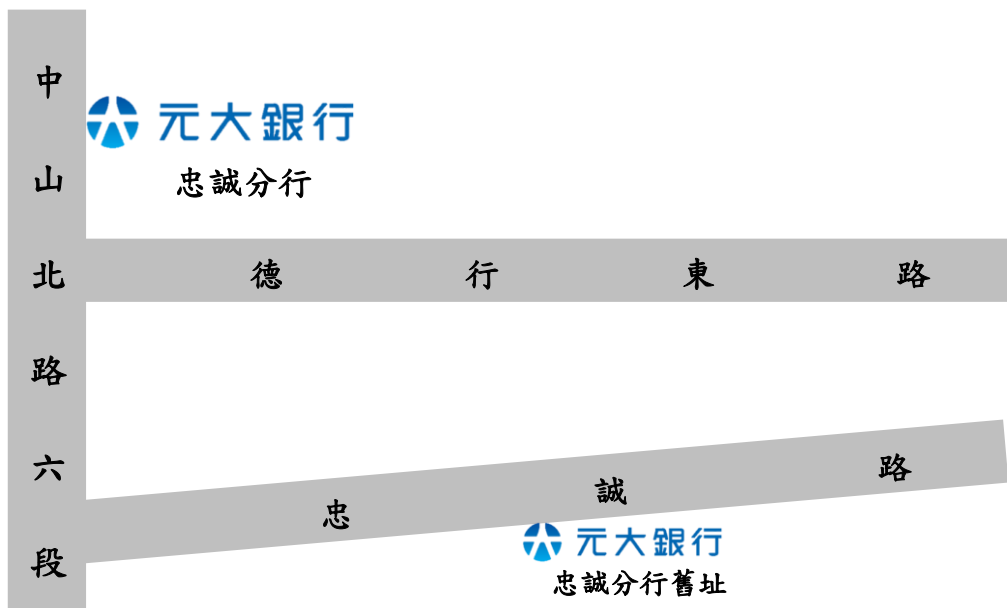 中山北路六段
元大銀行
忠誠分行
德行東路
忠誠路
元大銀行
忠誠分行舊址